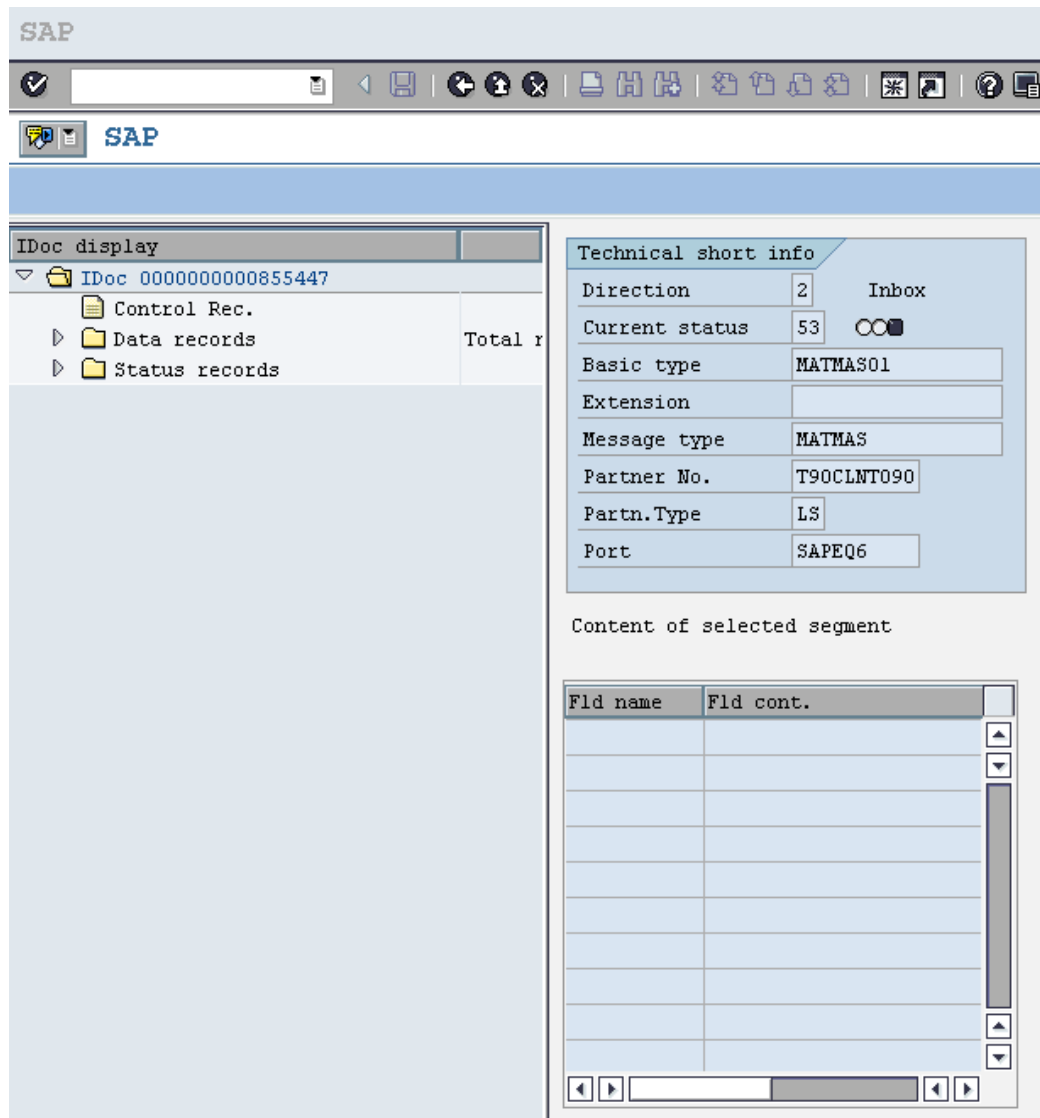 SAP
SAP
IDoc display
IDoc 0000000000855447
Control Rec.
Data records Total r
Status records
Technical short info
Direction 2 Inbox
Current status 53
Basic type MATMAS01
Extension
Message type MATMAS
Partner No. T90CLNT090
Partn.Type LS
Port SAPEQ6
Content of selected segment
Fld name Fld cont.